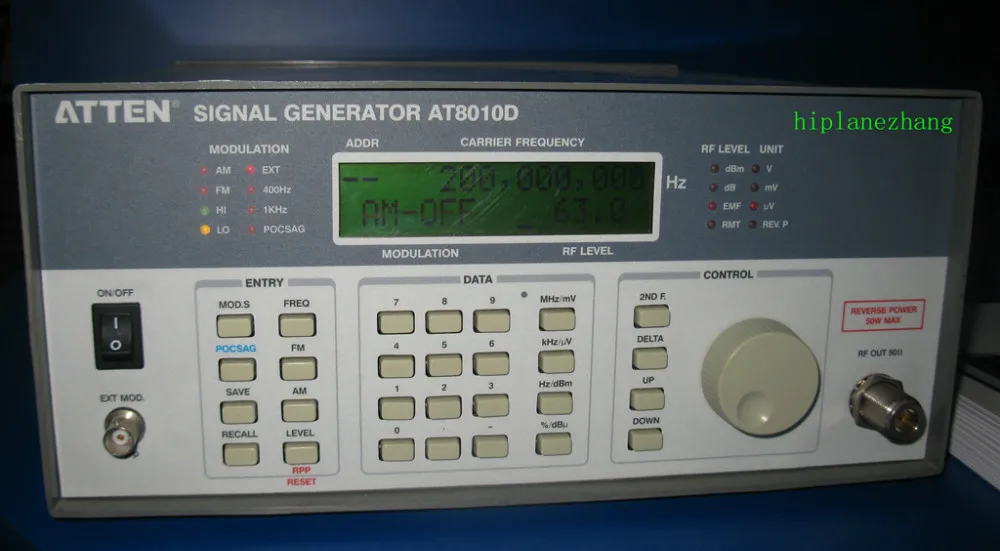 ATTEN® SIGNAL GENERATOR AT8010D
hiplanezhang
MODULATION
AM EXT
FM 400Hz
HI 1KHz
LO POCSAG
ADDR CARRIER FREQUENCY
-- 200,000,000 Hz
AM-OFF _ 63.0
MODULATION RF LEVEL
RF LEVEL UNIT
dBm V
dB mV
EMF µV
RMT REV. P
ON/OFF
I
O
EXT MOD.
ENTRY
MOD.S FREQ
POCSAG FM
SAVE AM
RECALL LEVEL
RPP
RESET
DATA
7 8 9 MHz/mV
4 5 6 kHz/µV
1 2 3 Hz/dBm
0 . - %/dBµ
CONTROL
2ND F.
DELTA
UP
DOWN
REVERSE POWER
50W MAX
RF OUT 50Ω